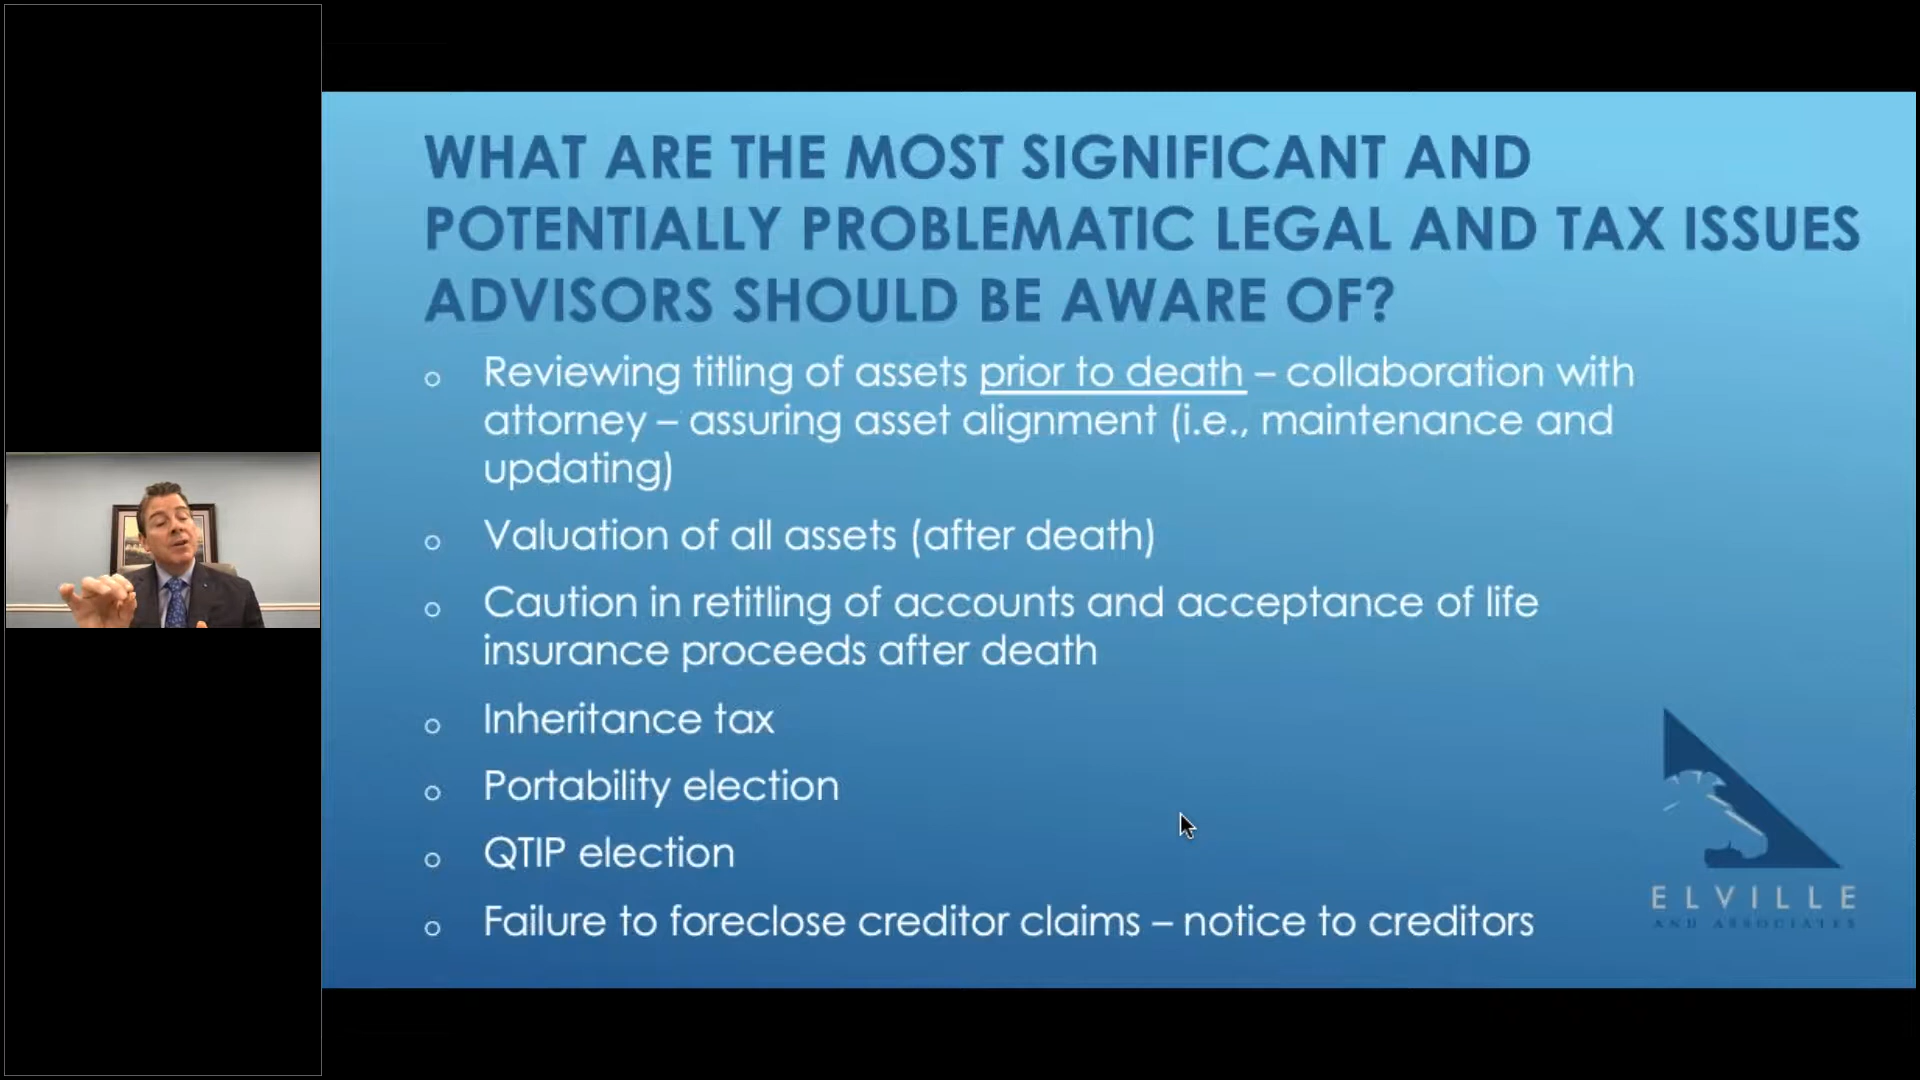 WHAT ARE THE MOST SIGNIFICANT AND
POTENTIALLY PROBLEMATIC LEGAL AND TAX ISSUES
ADVISORS SHOULD BE AWARE OF?
Reviewing titling of assets prior to death – collaboration with
attorney – assuring asset alignment (i.e., maintenance and
updating)
Valuation of all assets (after death)
Caution in retitling of accounts and acceptance of life
insurance proceeds after death
Inheritance tax
Portability election
QTIP election
Failure to foreclose creditor claims – notice to creditors
ELVILLE
AND ASSOCIATES